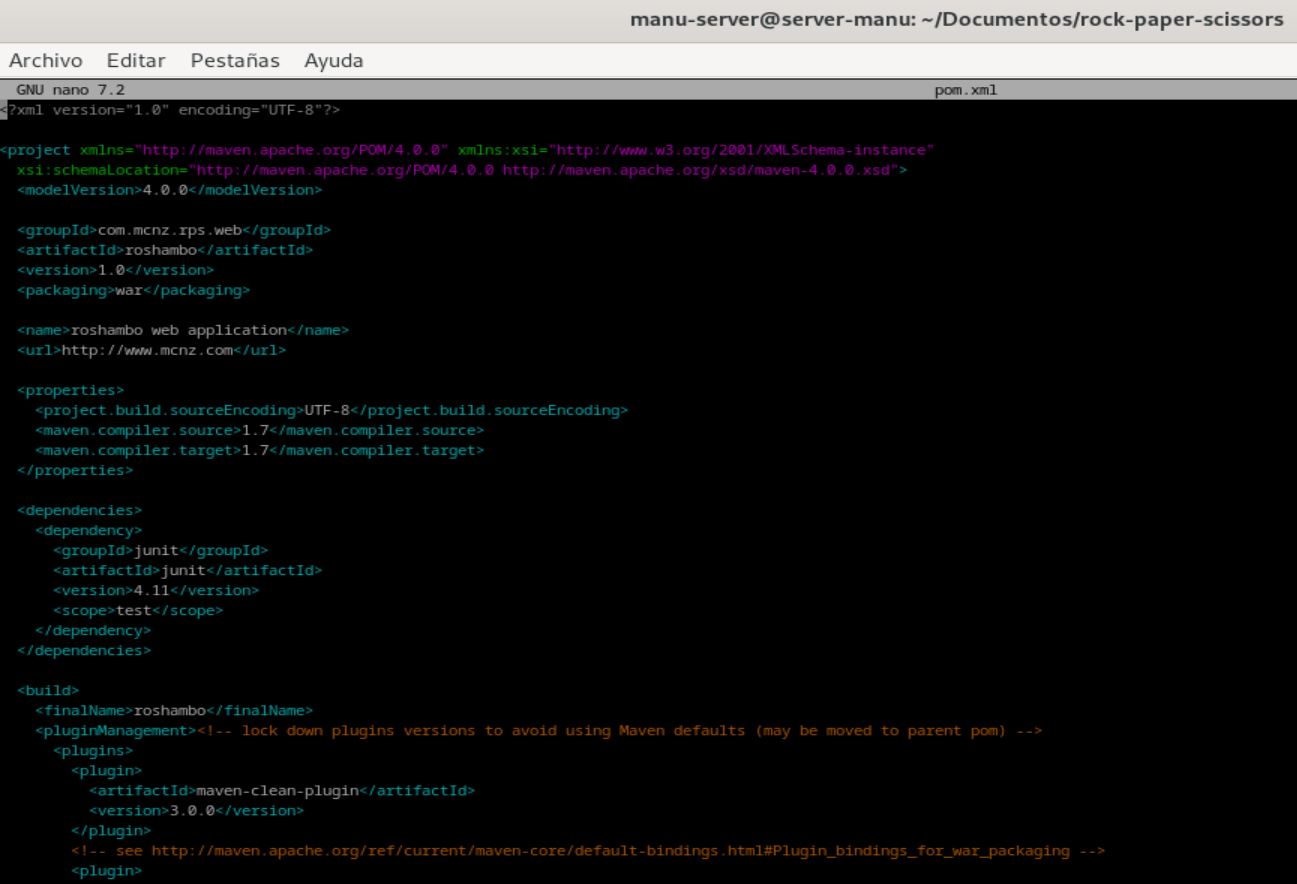 manu-server@server-manu: ~/Documentos/rock-paper-scissors
Archivo Editar Pestañas Ayuda
GNU nano 7.2 pom.xml
<?xml version="1.0" encoding="UTF-8"?>
<project xmlns="http://maven.apache.org/POM/4.0.0" xmlns:xsi="http://www.w3.org/2001/XMLSchema-instance"
xsi:schemaLocation="http://maven.apache.org/POM/4.0.0 http://maven.apache.org/xsd/maven-4.0.0.xsd">
<modelVersion>4.0.0</modelVersion>
<groupId>com.mcnz.rps.web</groupId>
<artifactId>roshambo</artifactId>
<version>1.0</version>
<packaging>war</packaging>
<name>roshambo web application</name>
<url>http://www.mcnz.com</url>
<properties>
<project.build.sourceEncoding>UTF-8</project.build.sourceEncoding>
<maven.compiler.source>1.7</maven.compiler.source>
<maven.compiler.target>1.7</maven.compiler.target>
</properties>
<dependencies>
<dependency>
<groupId>junit</groupId>
<artifactId>junit</artifactId>
<version>4.11</version>
<scope>test</scope>
</dependency>
</dependencies>
<build>
<finalName>roshambo</finalName>
<pluginManagement><!-- lock down plugins versions to avoid using Maven defaults (may be moved to parent pom) -->
<plugins>
<plugin>
<artifactId>maven-clean-plugin</artifactId>
<version>3.0.0</version>
</plugin>
<!-- see http://maven.apache.org/ref/current/maven-core/default-bindings.html#Plugin_bindings_for_war_packaging -->
<plugin>